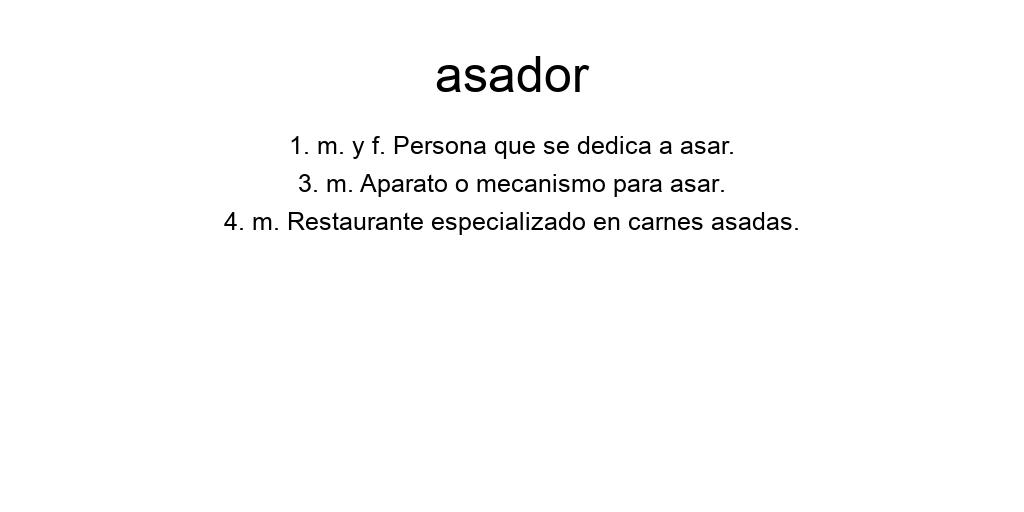 asador
1. m. y f. Persona que se dedica a asar.
3. m. Aparato o mecanismo para asar.
4. m. Restaurante especializado en carnes asadas.